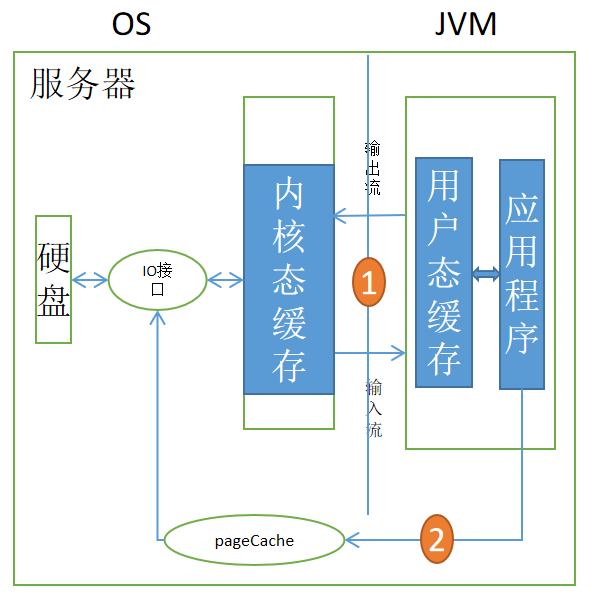 OS
JVM
服务器
输出流
内核态缓存
用户态缓存
应用程序
硬盘
IO接
口
1
输入流
pageCache
2